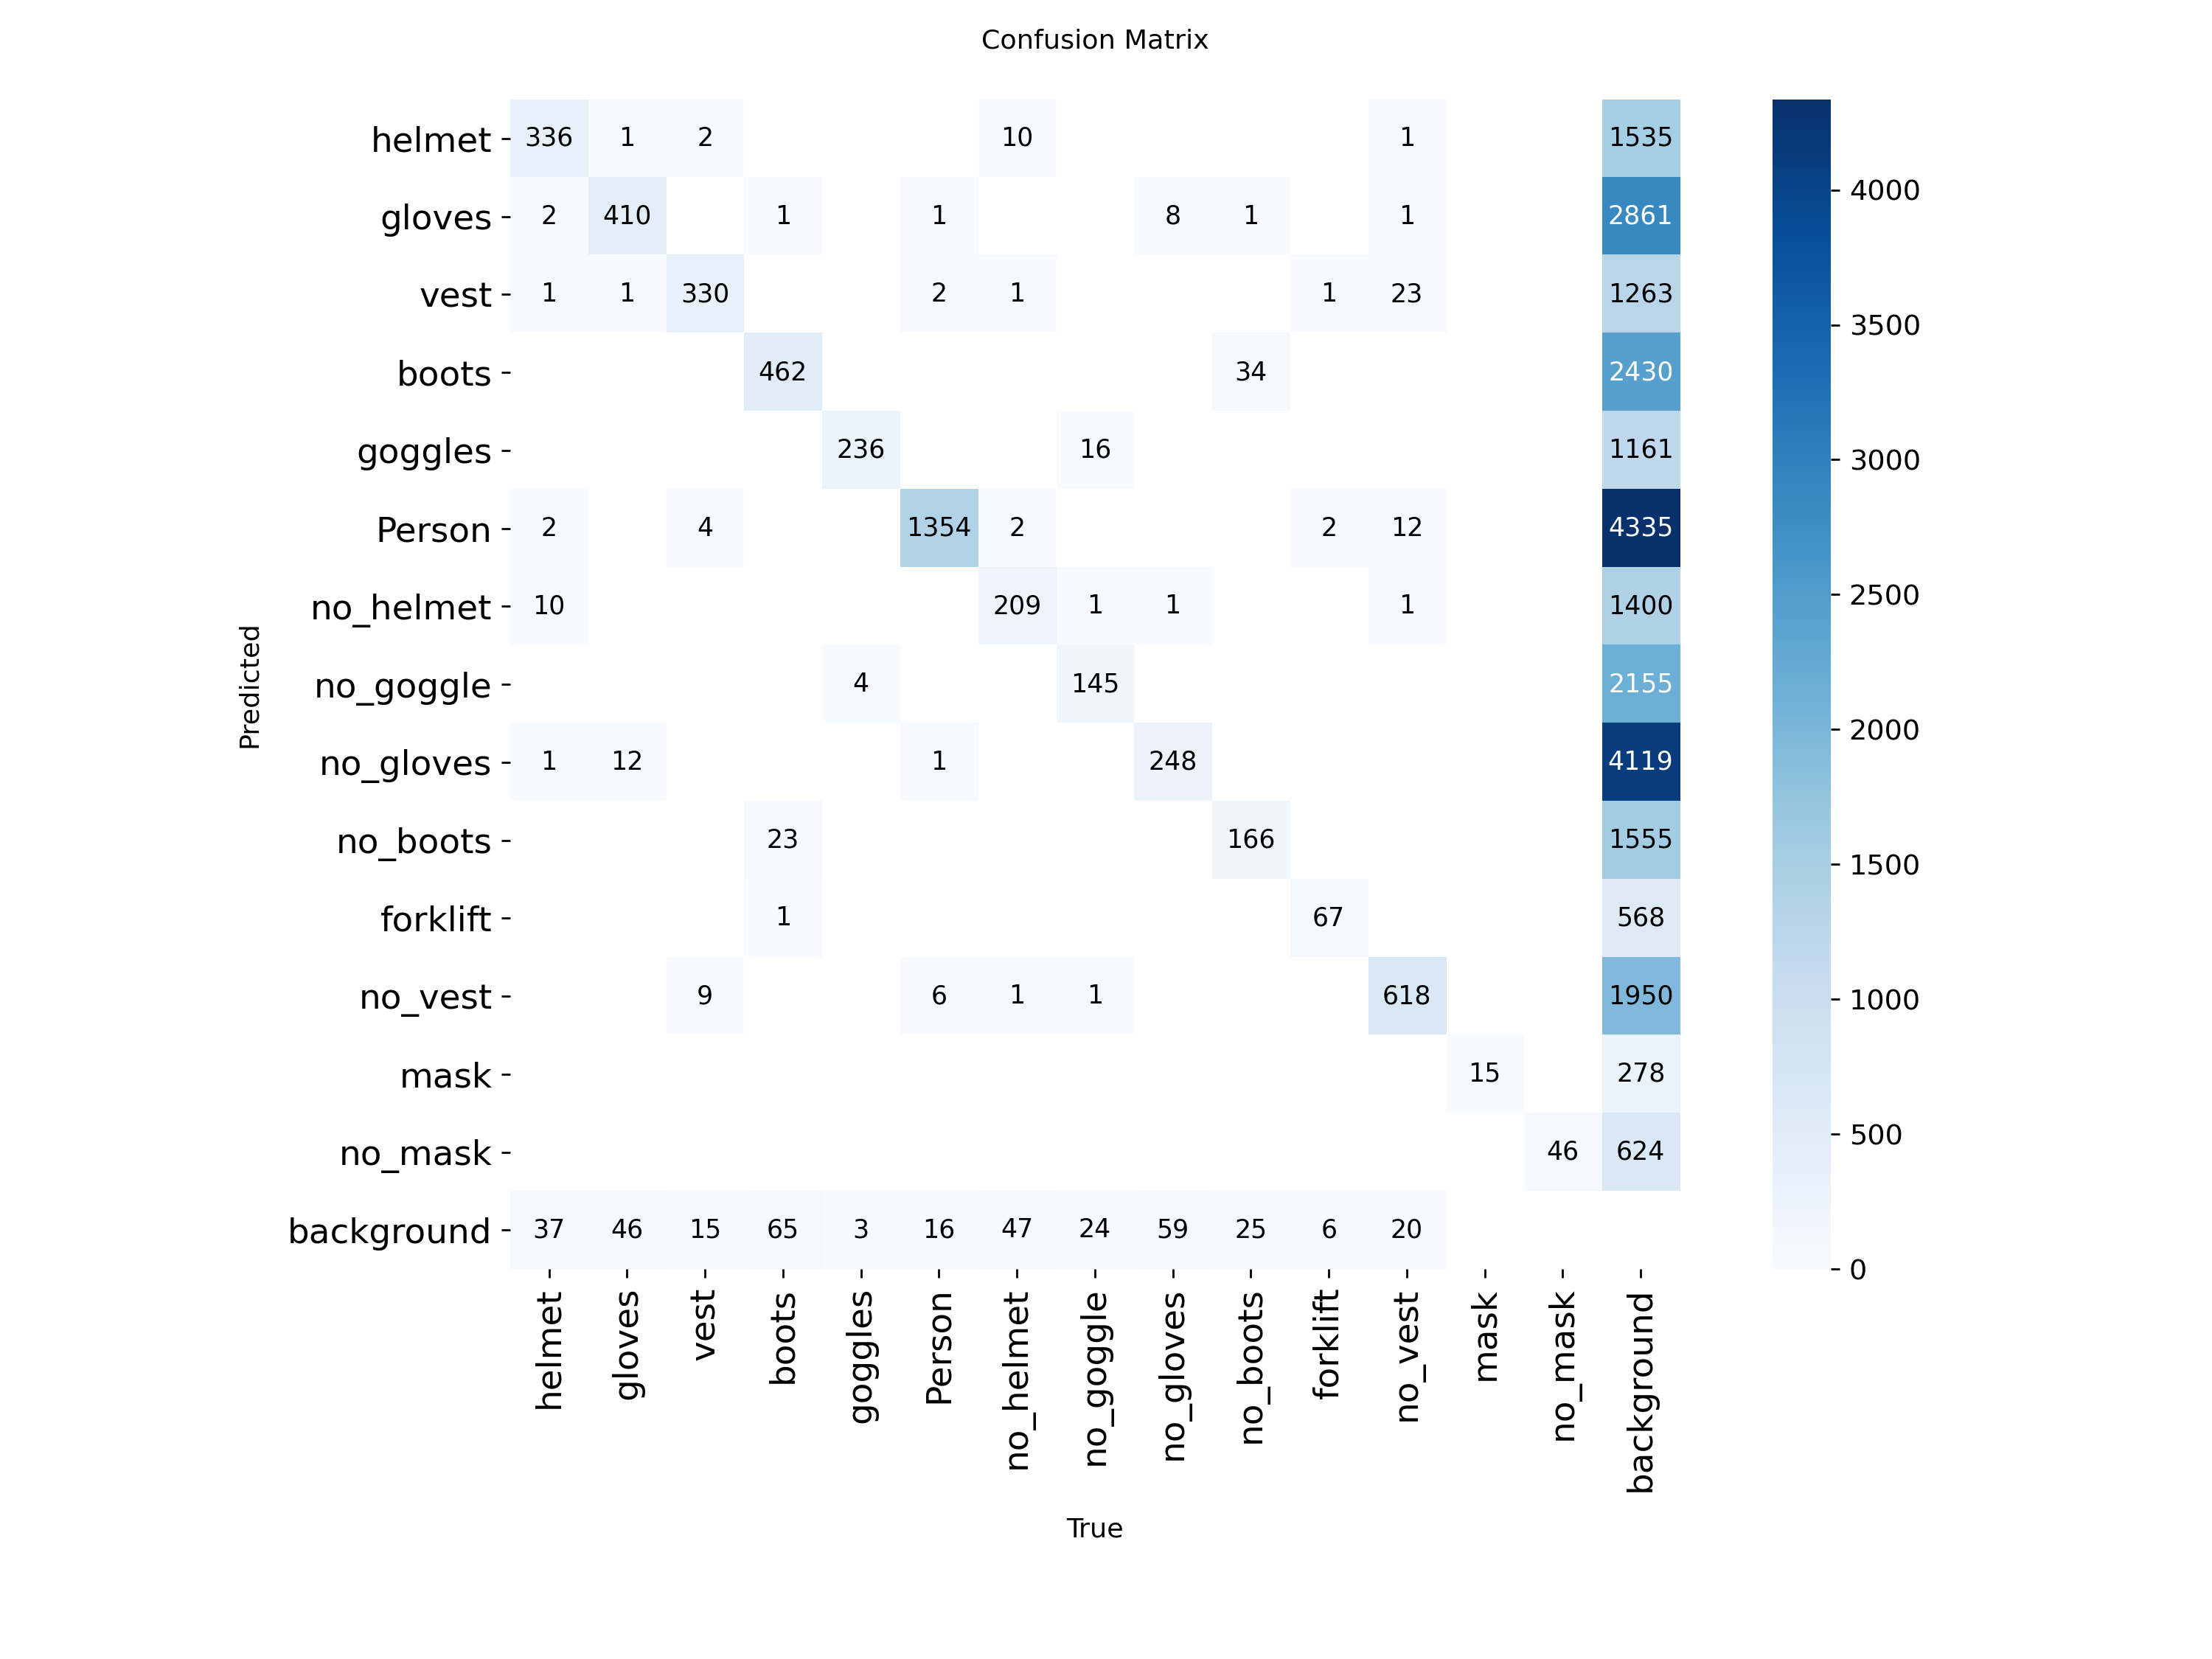 Confusion Matrix
helmet 336 1 2 10 1 1535
gloves 2 410 1 1 8 1 1 2861
vest 1 1 330 2 1 1 23 1263
boots 462 34 2430
goggles 236 16 1161
Person 2 4 1354 2 2 12 4335
no_helmet 10 209 1 1 1 1400
no_goggle 4 145 2155
no_gloves 1 12 1 248 4119
no_boots 23 166 1555
forklift 1 67 568
no_vest 9 6 1 1 618 1950
mask 15 278
no_mask 46 624
background 37 46 15 65 3 16 47 24 59 25 6 20
Predicted
helmet gloves vest boots goggles Person no_helmet no_goggle no_gloves no_boots forklift no_vest mask no_mask background
True
4000
3500
3000
2500
2000
1500
1000
500
0